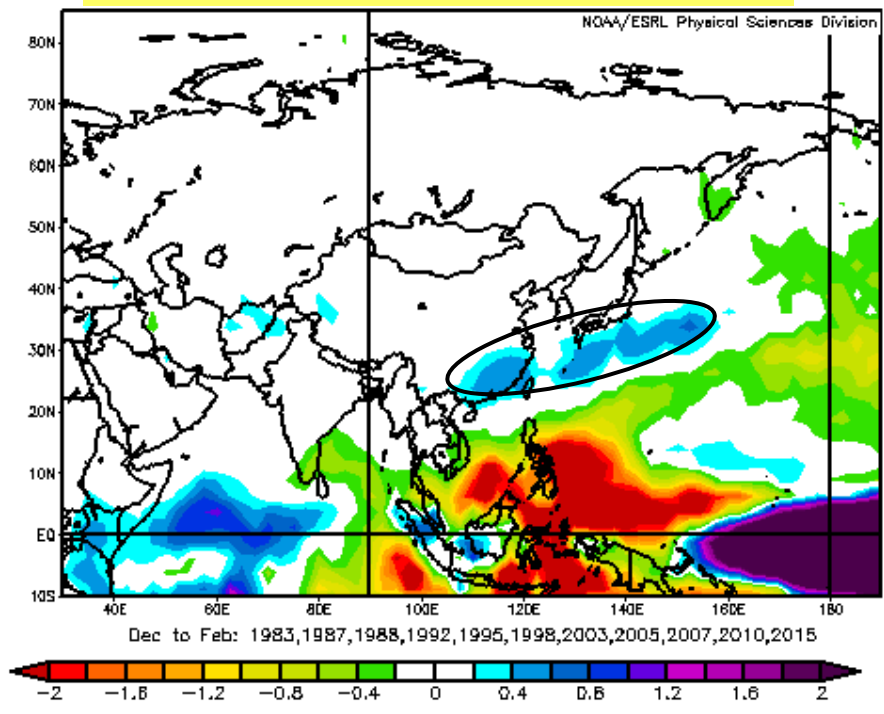 NOAA/ESRL Physical Sciences Division
80N
70N
60N
50N
40N
30N
20N
10N
EQ
10S
40E 60E 80E 100E 120E 140E 160E 180
Dec to Feb: 1983,1987,1988,1992,1995,1998,2003,2005,2007,2010,2015
-2 -1.6 -1.2 -0.8 -0.4 0 0.4 0.8 1.2 1.6 2